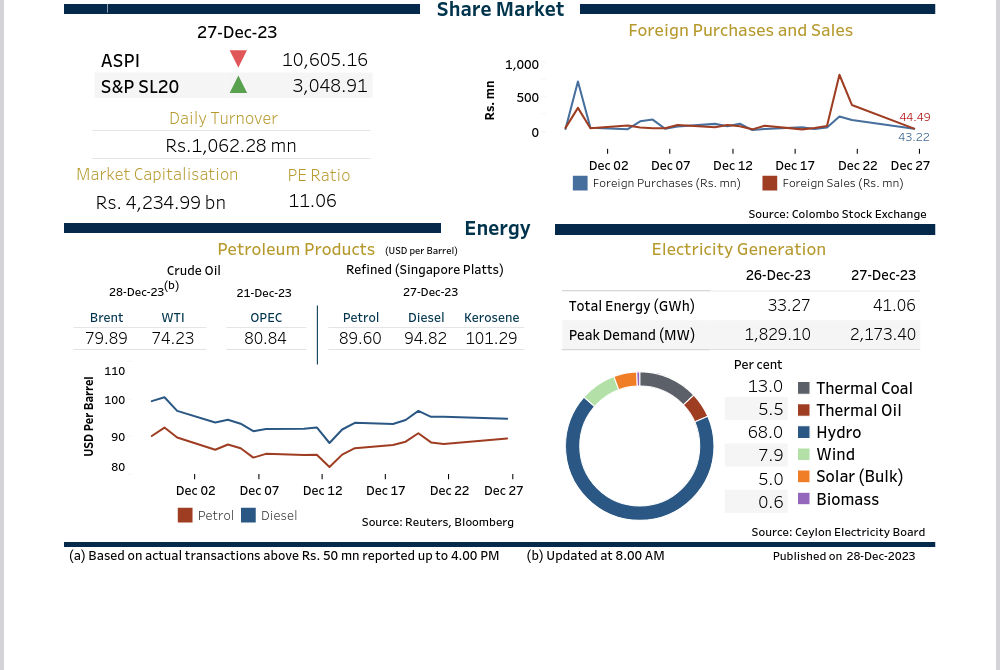 Share Market
27-Dec-23
ASPI ▼ 10,605.16
S&P SL20 ▲ 3,048.91
Daily Turnover
Rs.1,062.28 mn
Market Capitalisation PE Ratio
Rs. 4,234.99 bn 11.06
Foreign Purchases and Sales
Rs. mn
1,000
500
0
44.49
43.22
Dec 02 Dec 07 Dec 12 Dec 17 Dec 22 Dec 27
Foreign Purchases (Rs. mn) Foreign Sales (Rs. mn)
Source: Colombo Stock Exchange
Energy
Petroleum Products (USD per Barrel)
Crude Oil Refined (Singapore Platts)
28-Dec-23(b) 21-Dec-23 27-Dec-23
Brent WTI OPEC Petrol Diesel Kerosene
79.89 74.23 80.84 89.60 94.82 101.29
USD Per Barrel
110
100
90
80
Dec 02 Dec 07 Dec 12 Dec 17 Dec 22 Dec 27
Petrol Diesel
Source: Reuters, Bloomberg
Electricity Generation
26-Dec-23 27-Dec-23
Total Energy (GWh) 33.27 41.06
Peak Demand (MW) 1,829.10 2,173.40
Per cent
13.0 Thermal Coal
5.5 Thermal Oil
68.0 Hydro
7.9 Wind
5.0 Solar (Bulk)
0.6 Biomass
Source: Ceylon Electricity Board
(a) Based on actual transactions above Rs. 50 mn reported up to 4.00 PM (b) Updated at 8.00 AM Published on 28-Dec-2023